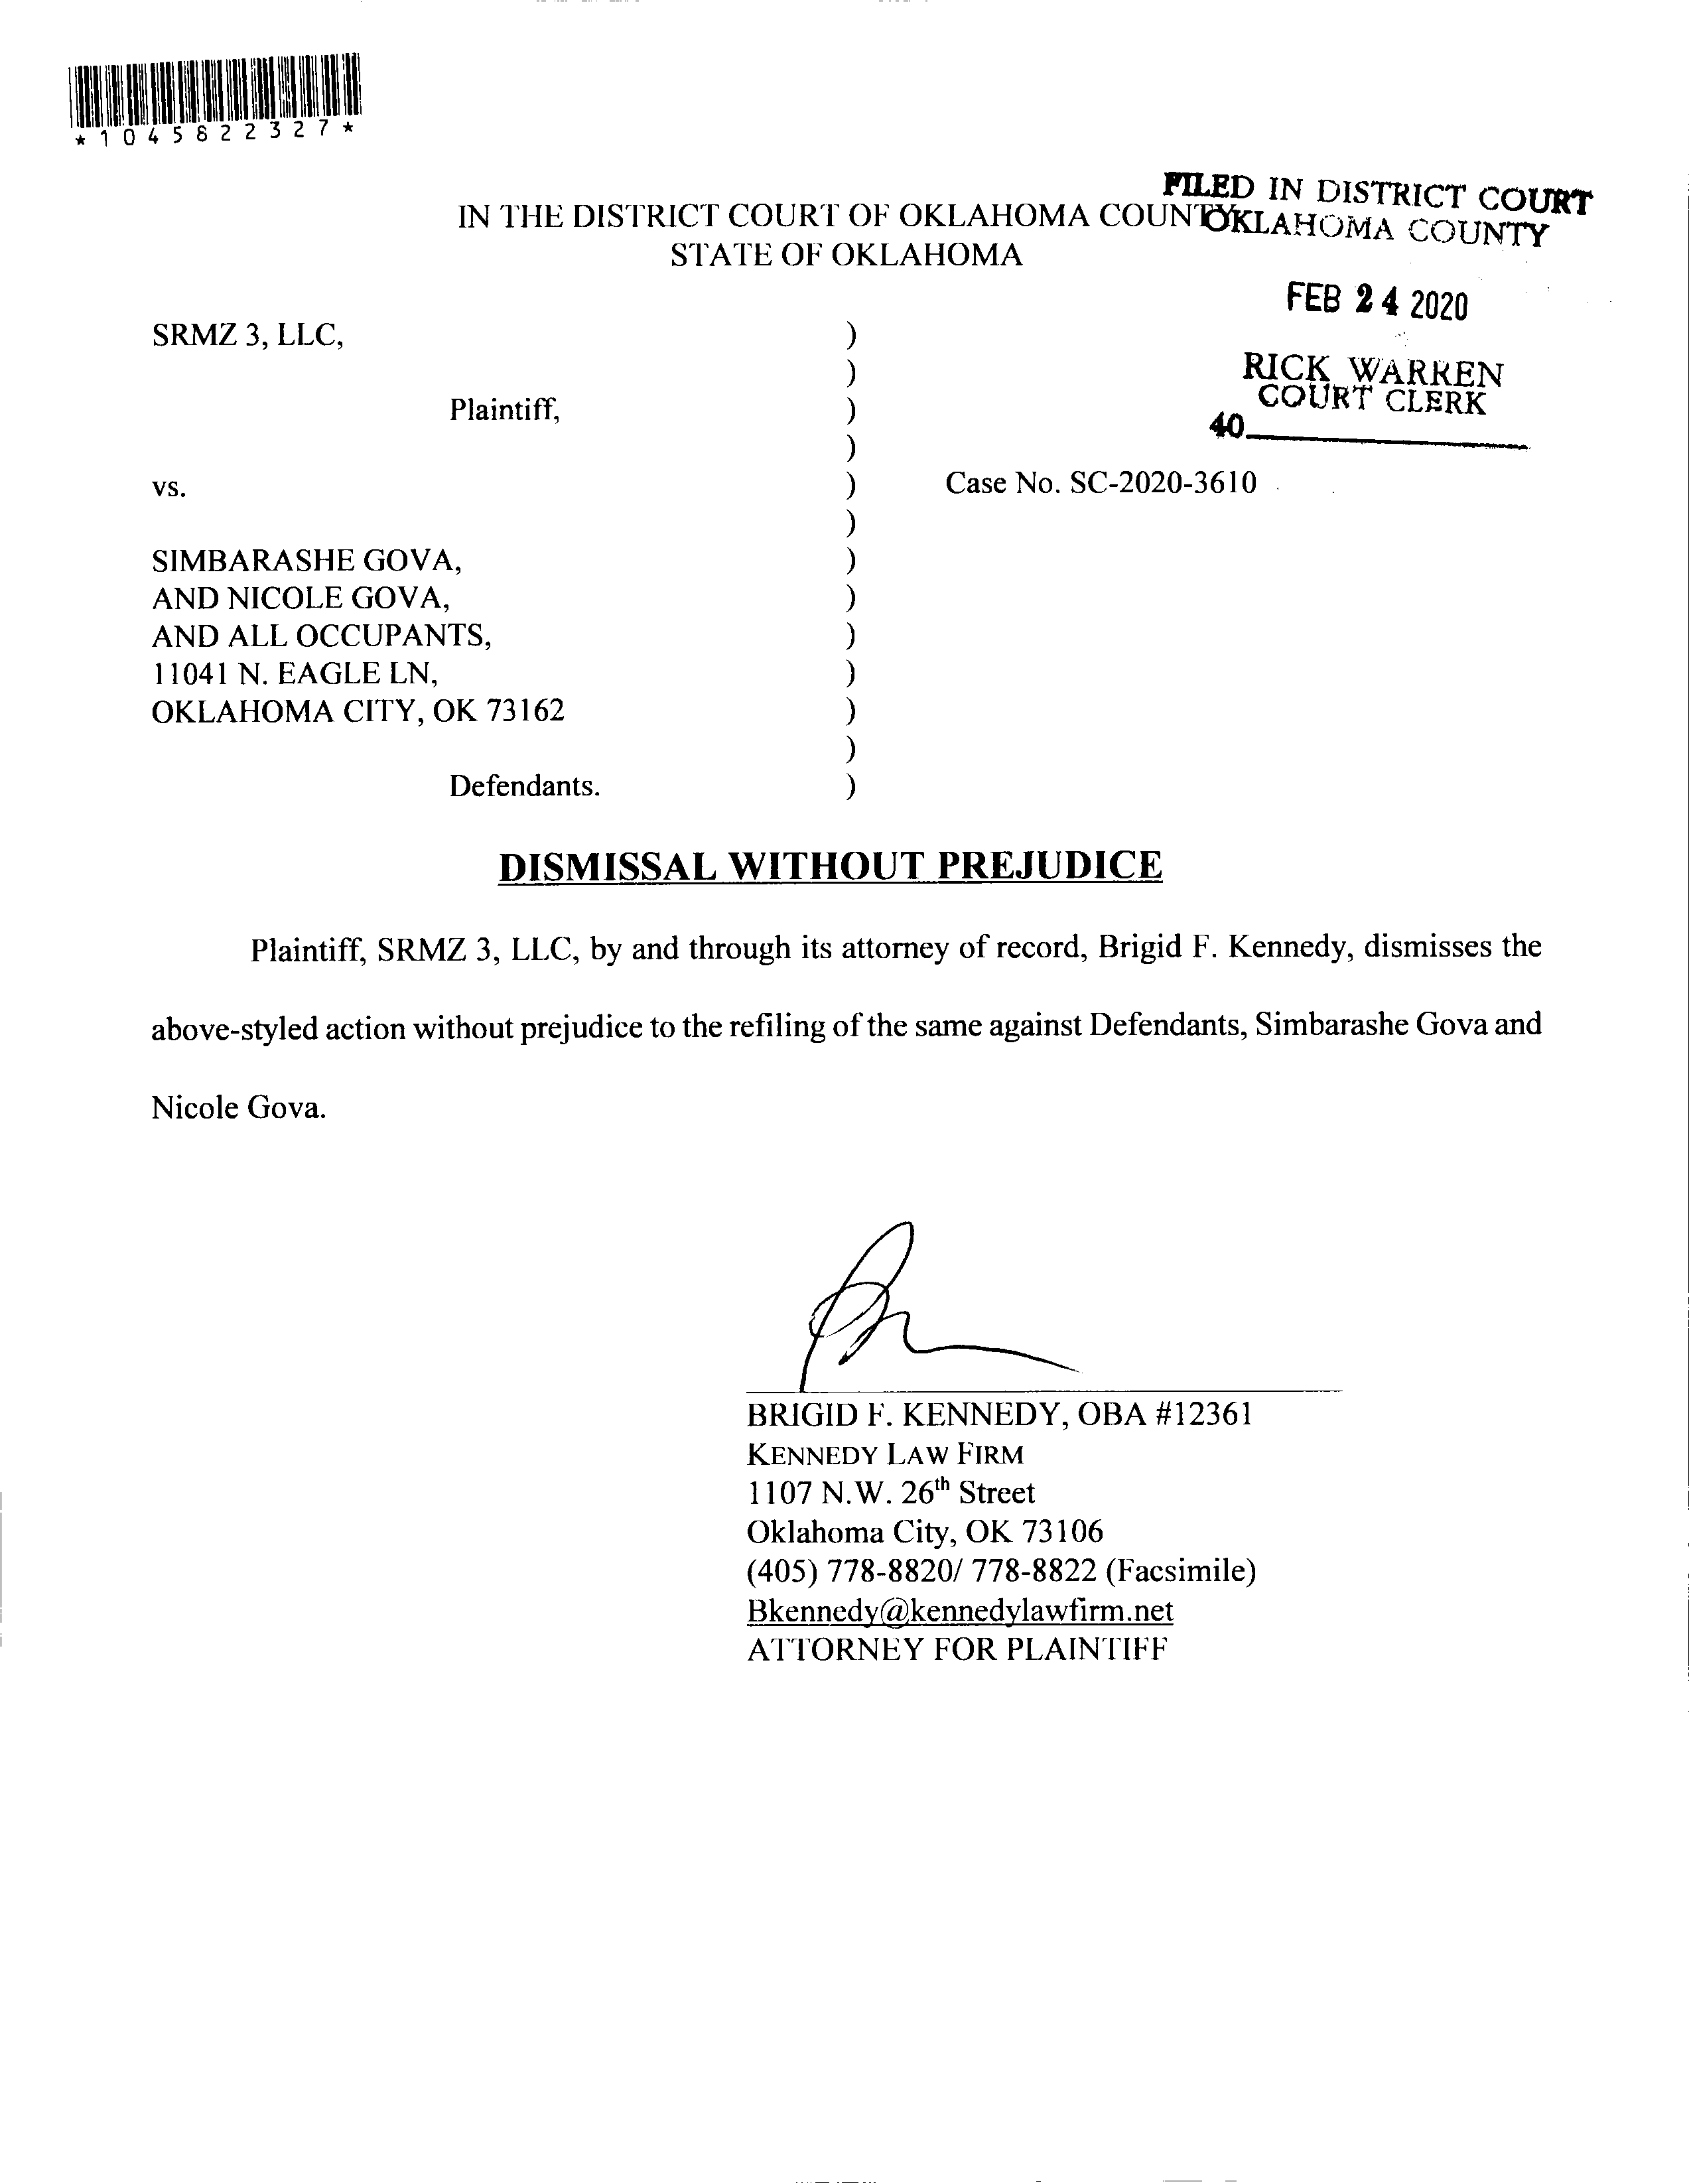 *1045822327*
FILED IN DISTRICT COURT
OKLAHOMA COUNTY
IN THE DISTRICT COURT OF OKLAHOMA COUNTY
STATE OF OKLAHOMA
FEB 24 2020
RICK WARREN
COURT CLERK
40
SRMZ 3, LLC, )
)
Plaintiff, )
)
vs. ) Case No. SC-2020-3610
)
SIMBARASHE GOVA, )
AND NICOLE GOVA, )
AND ALL OCCUPANTS, )
11041 N. EAGLE LN, )
OKLAHOMA CITY, OK 73162 )
)
Defendants. )
DISMISSAL WITHOUT PREJUDICE
Plaintiff, SRMZ 3, LLC, by and through its attorney of record, Brigid F. Kennedy, dismisses the
above-styled action without prejudice to the refiling of the same against Defendants, Simbarashe Gova and
Nicole Gova.
BRIGID F. KENNEDY, OBA #12361
KENNEDY LAW FIRM
1107 N.W. 26th Street
Oklahoma City, OK 73106
(405) 778-8820/ 778-8822 (Facsimile)
Bkennedy@kennedylawfirm.net
ATTORNEY FOR PLAINTIFF